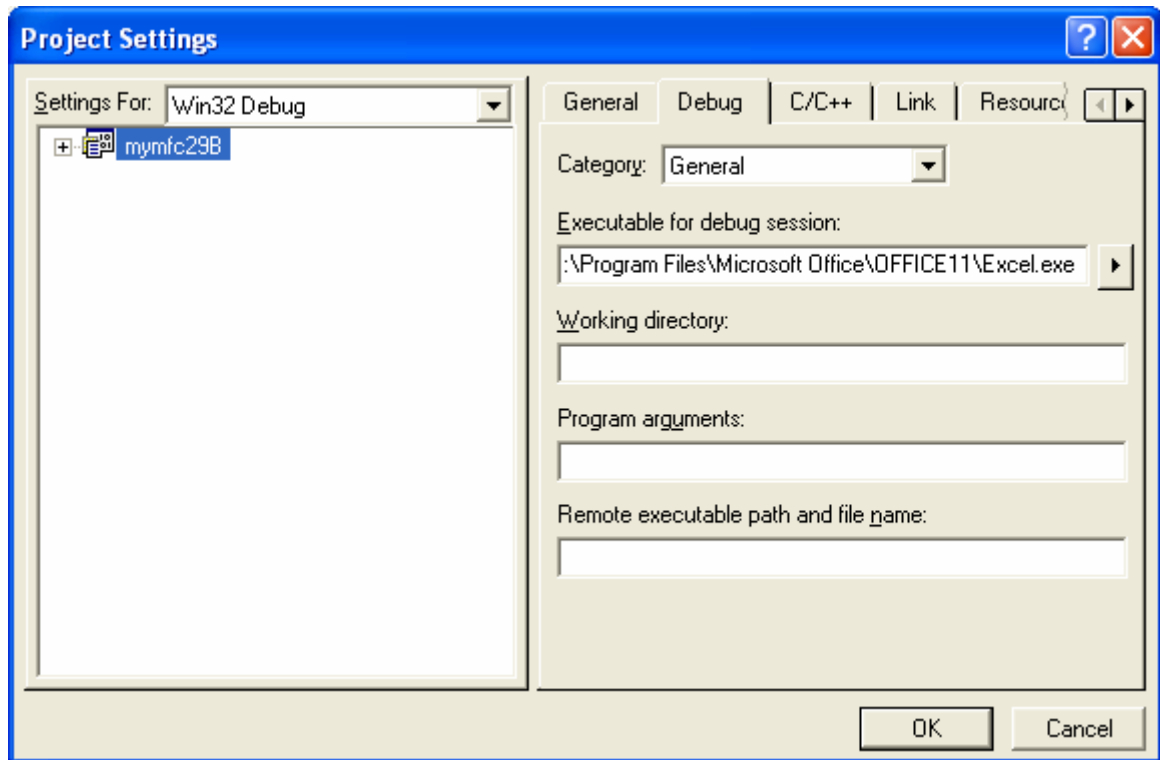 Project Settings
Settings For: Win32 Debug
mymfc29B
General Debug C/C++ Link Resourc
Category: General
Executable for debug session:
:\Program Files\Microsoft Office\OFFICE11\Excel.exe
Working directory:
Program arguments:
Remote executable path and file name:
OK Cancel